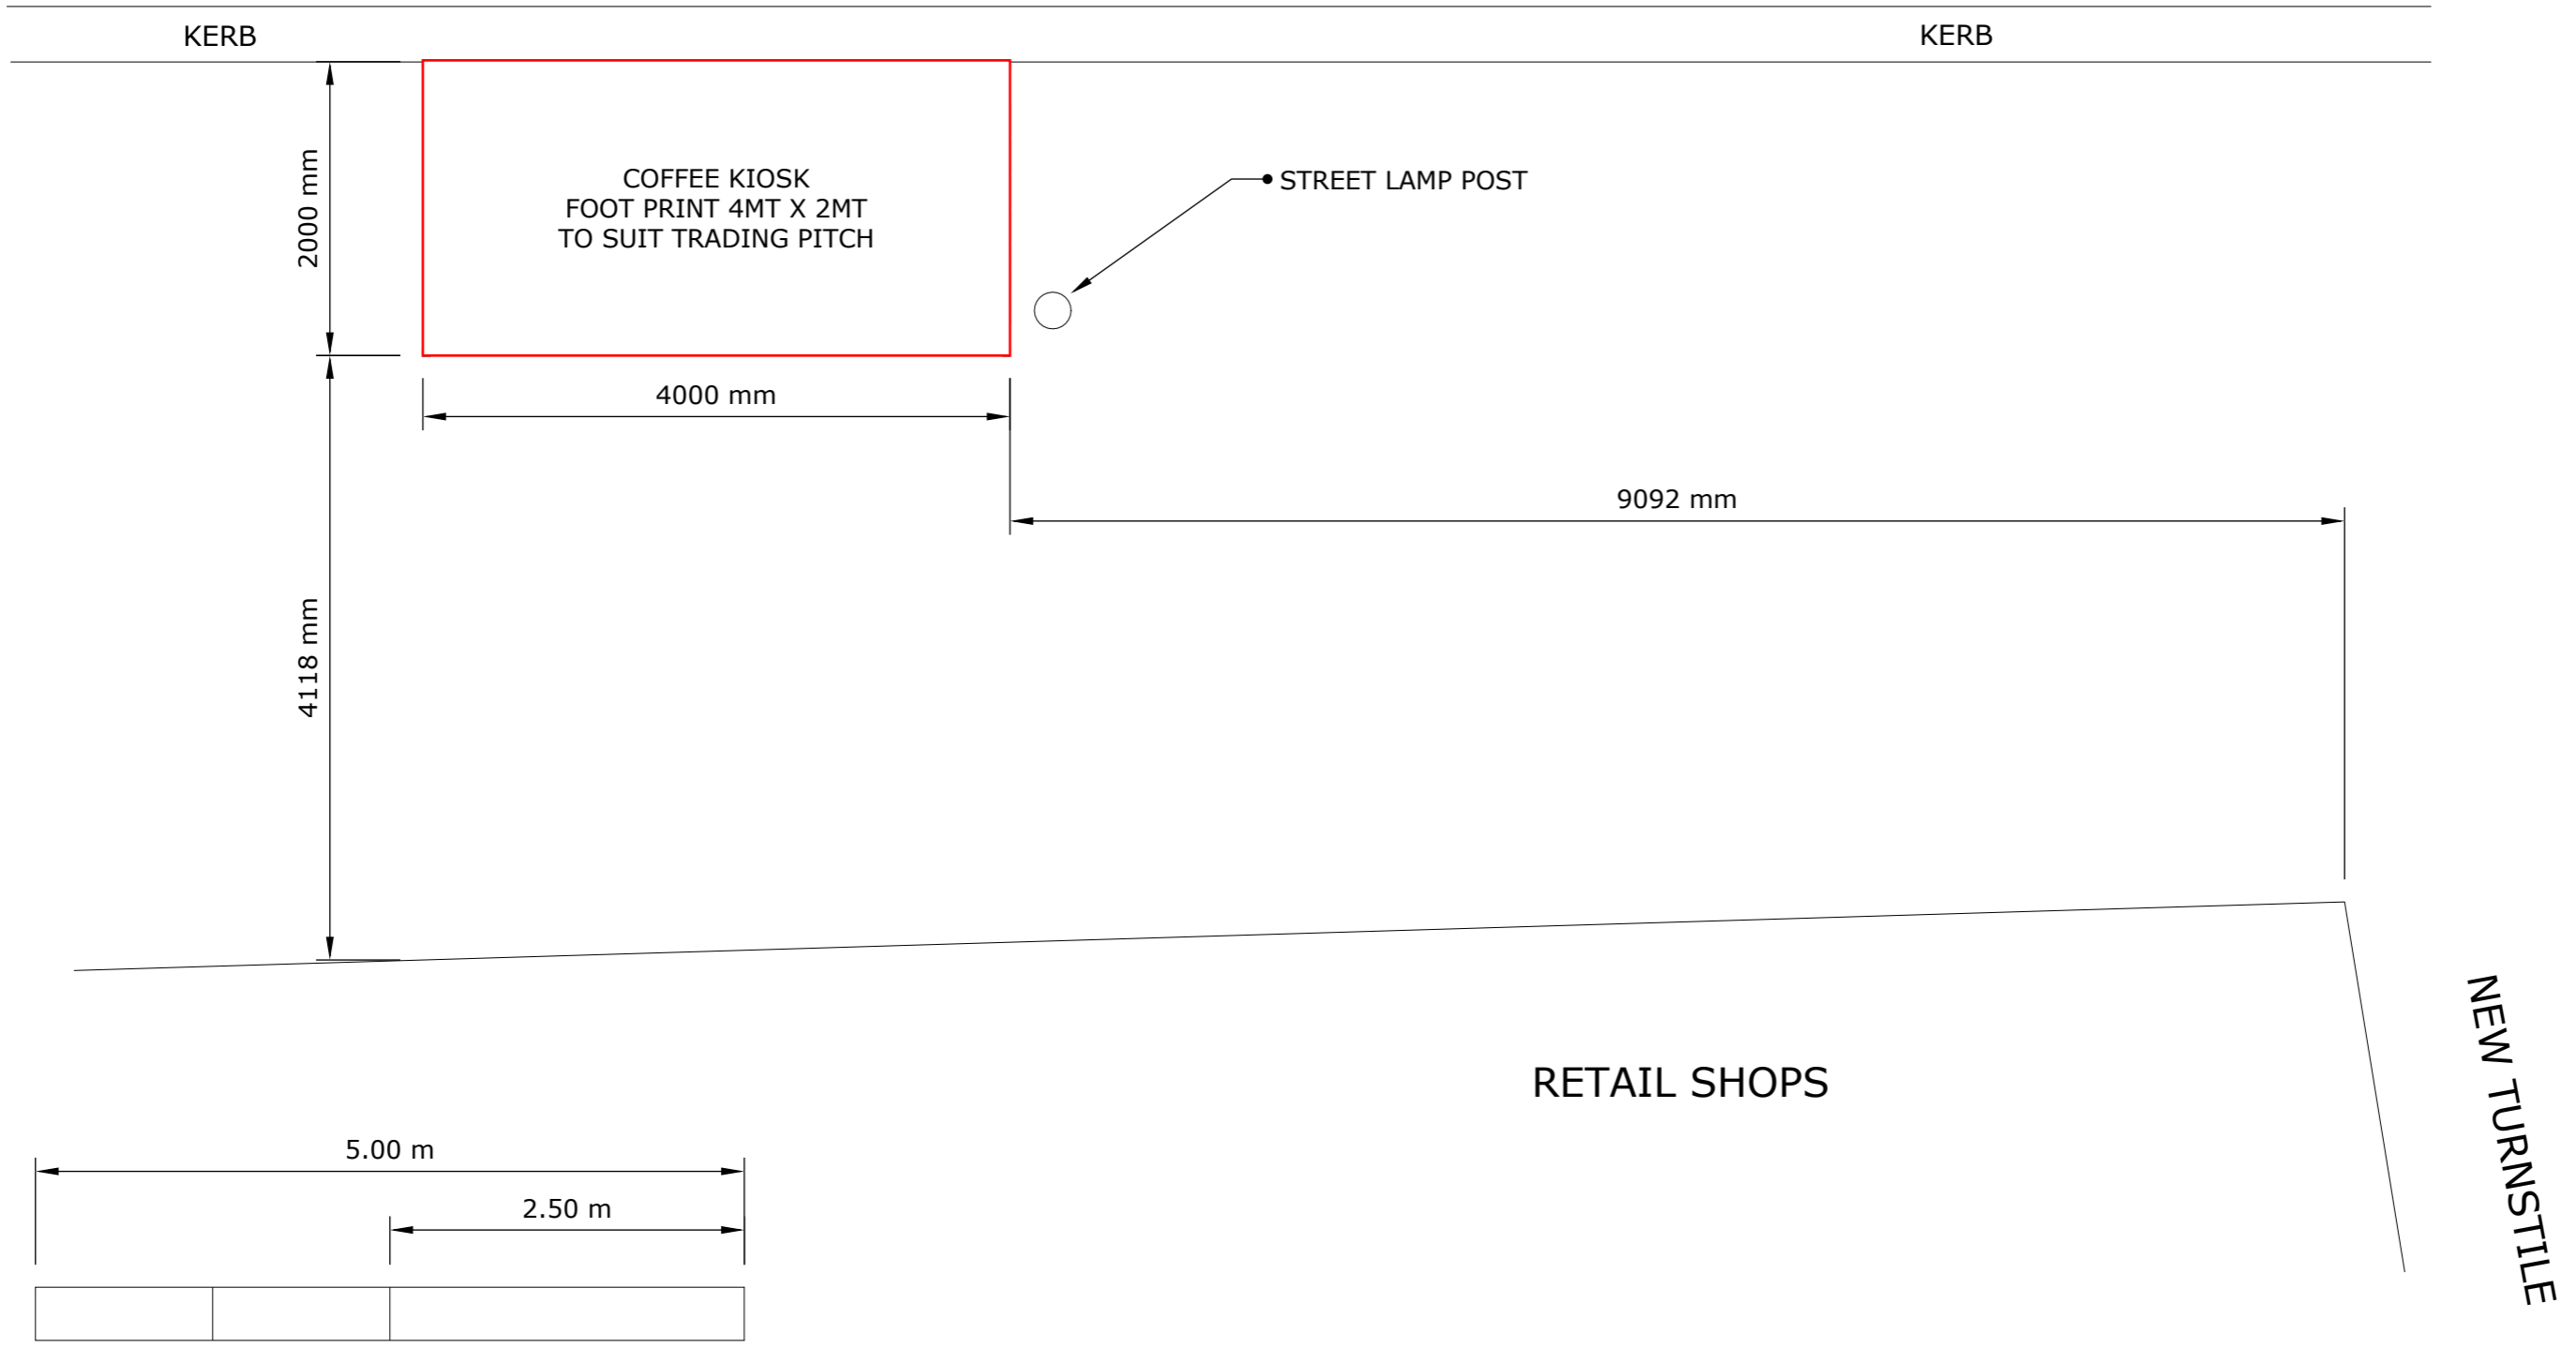 KERB
KERB
2000 mm
COFFEE KIOSK
FOOT PRINT 4MT X 2MT
TO SUIT TRADING PITCH
STREET LAMP POST
4000 mm
9092 mm
4118 mm
RETAIL SHOPS
NEW TURNSTILE
5.00 m
2.50 m